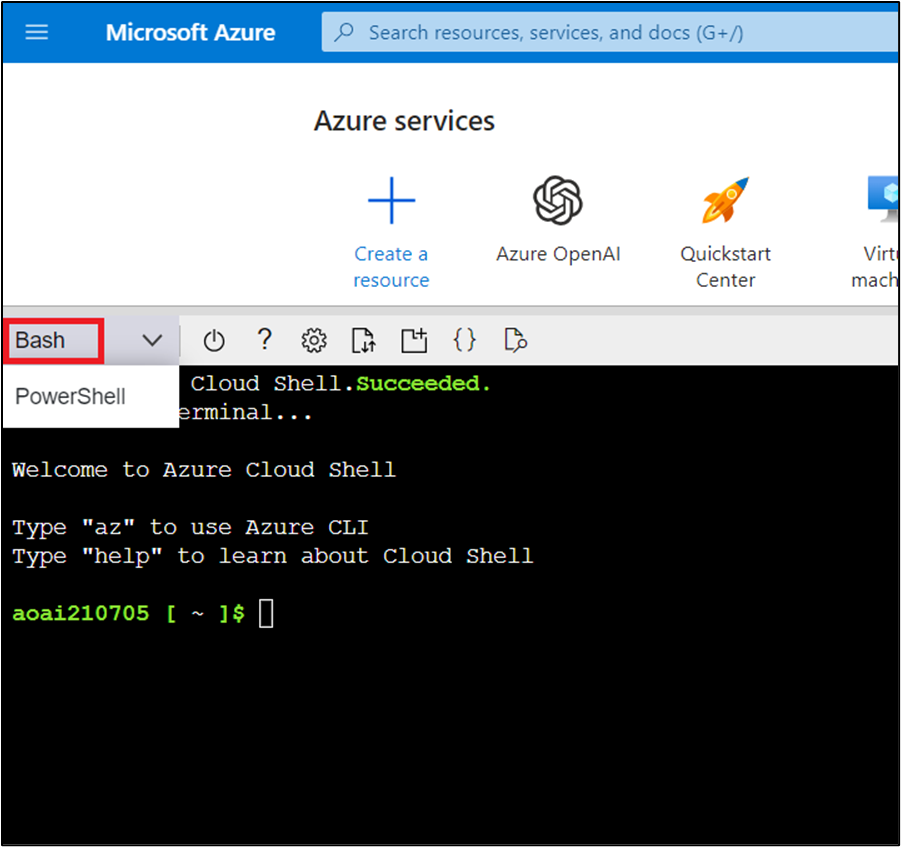 Microsoft Azure
Search resources, services, and docs (G+/)
Azure services
Create a
resource
Azure OpenAI
Quickstart
Center
Virtu
mach
Bash
?
{}
PowerShell
Cloud Shell.Succeeded.
erminal...
Welcome to Azure Cloud Shell
Type "az" to use Azure CLI
Type "help" to learn about Cloud Shell
aoai210705 [ ~ ]$